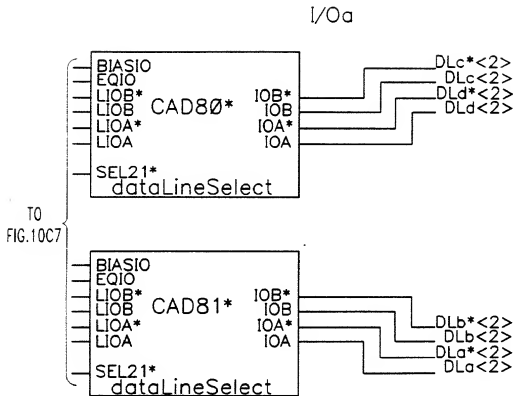 I/Oa
BIASIO
EQIO
LIOB*
LIOB
LIOA*
LIOA
SEL21*
CAD80*
IOB*
IOB
IOA*
IOA
dataLineSelect
DLc*<2>
DLc<2>
DLd*<2>
DLd<2>
TO
FIG.10C7
BIASIO
EQIO
LIOB*
LIOB
LIOA*
LIOA
SEL21*
CAD81*
IOB*
IOB
IOA*
IOA
dataLineSelect
DLb*<2>
DLb<2>
DLa*<2>
DLa<2>